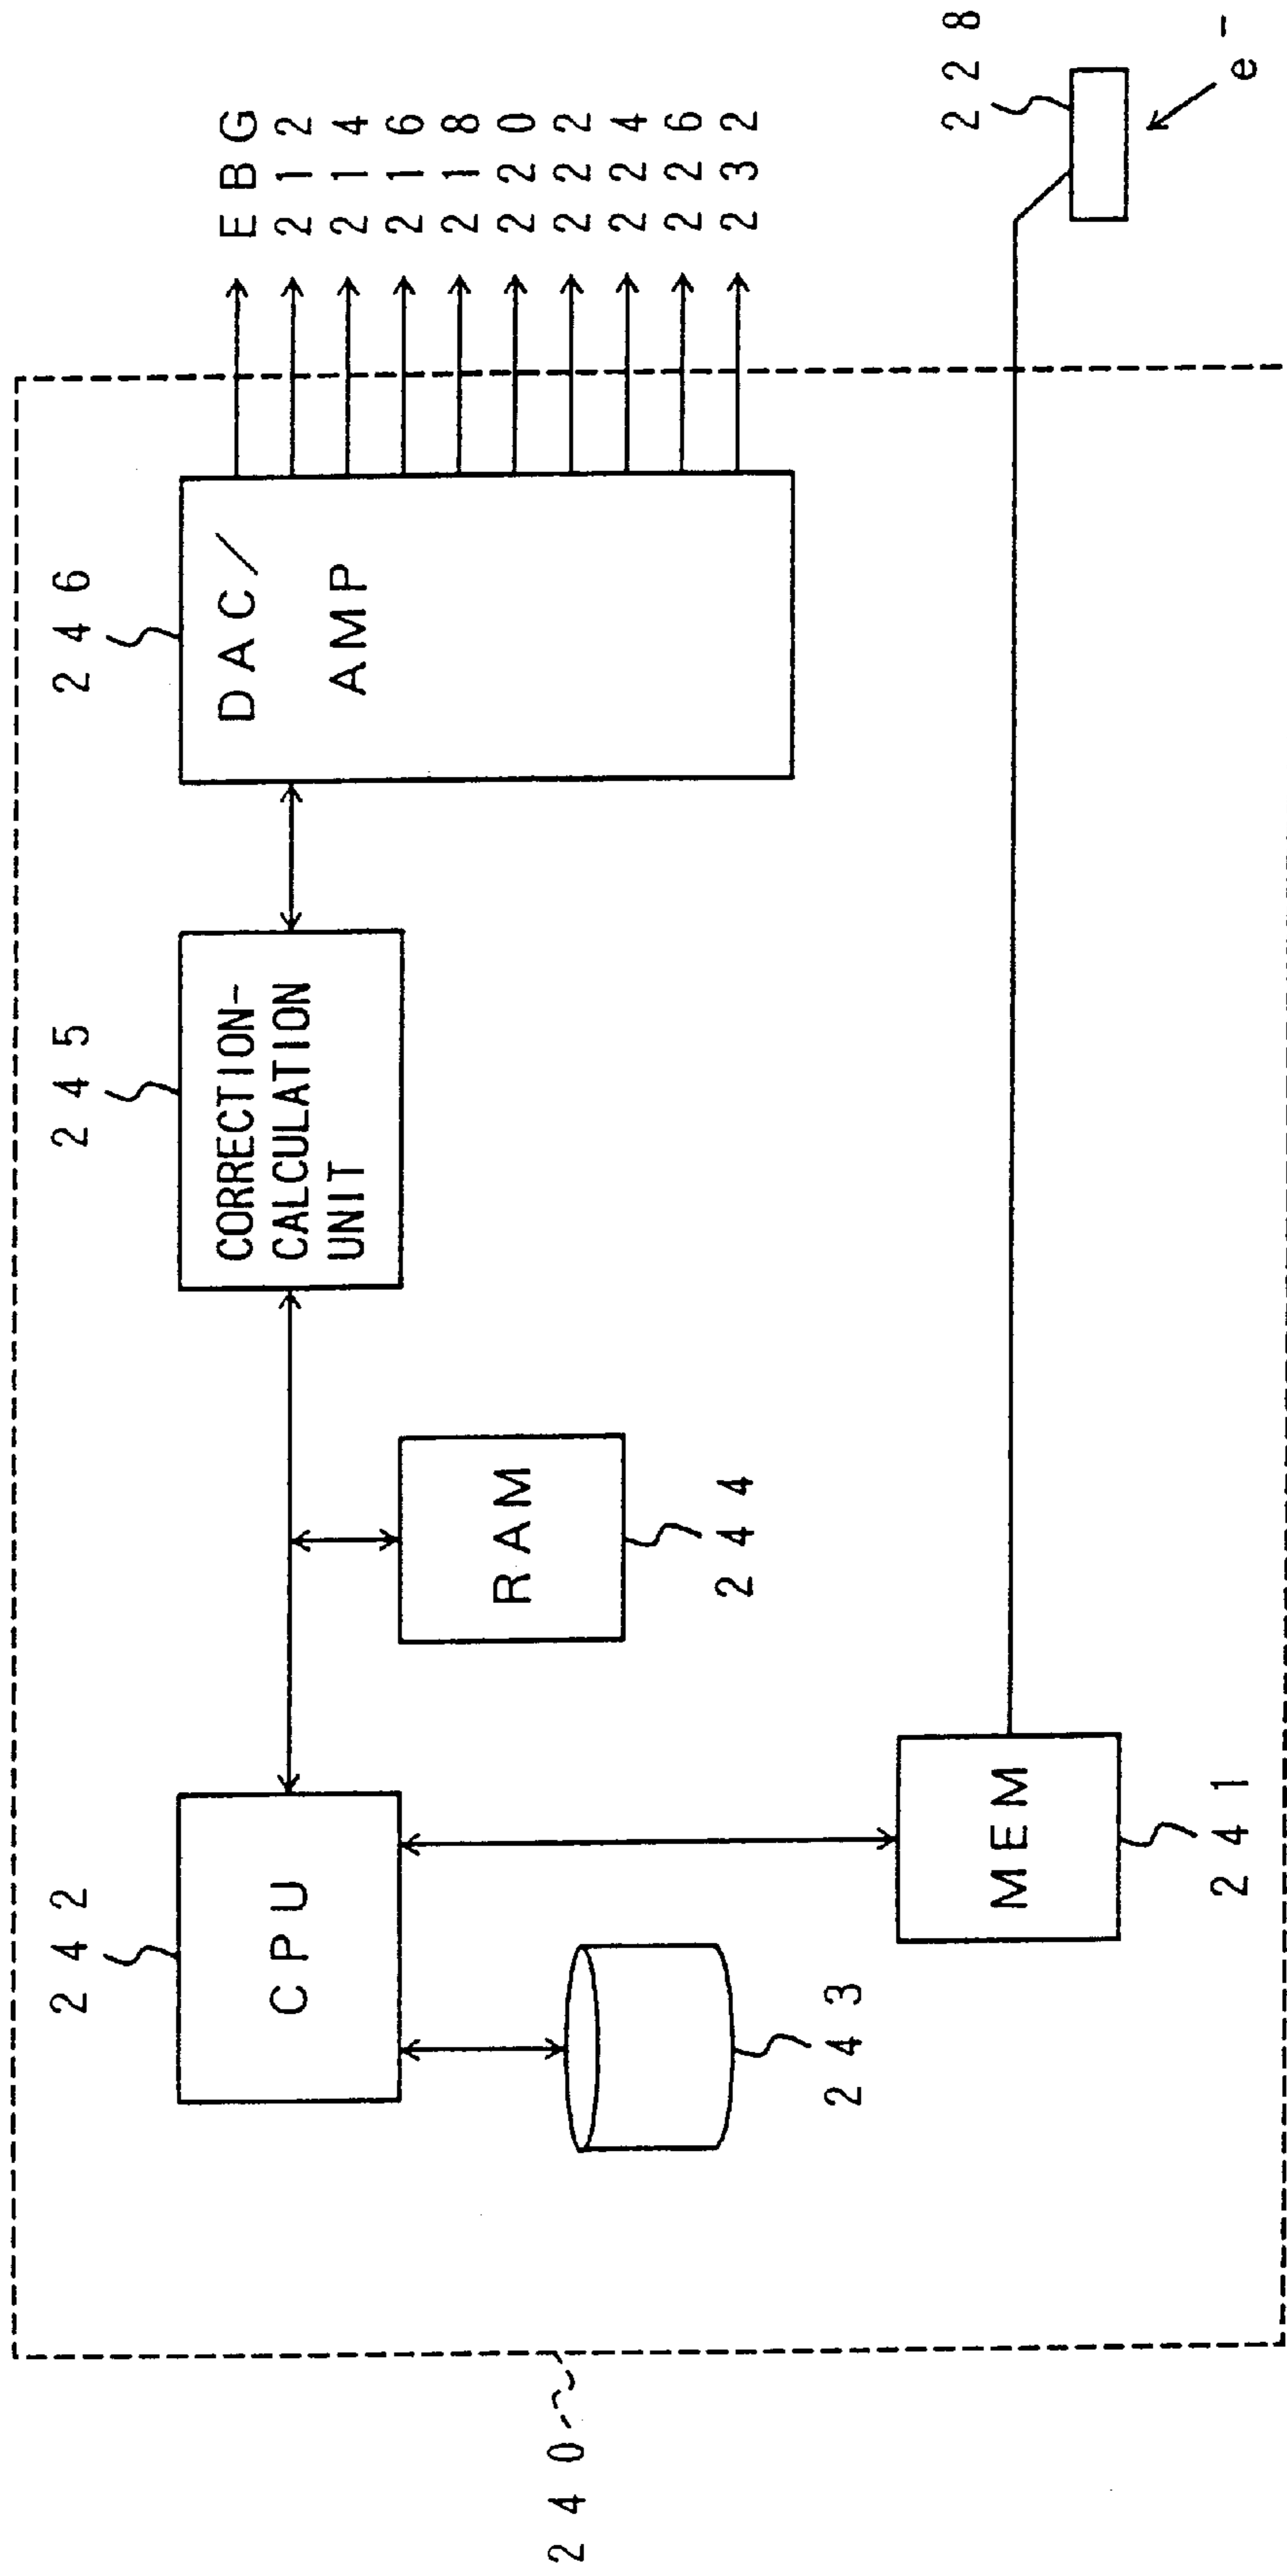 240
242
CPU
243
MEM
241
RAM
244
245
CORRECTION-
CALCULATION
UNIT
246
DAC/
AMP
EBG
212
214
216
218
220
222
224
226
232
228
e-